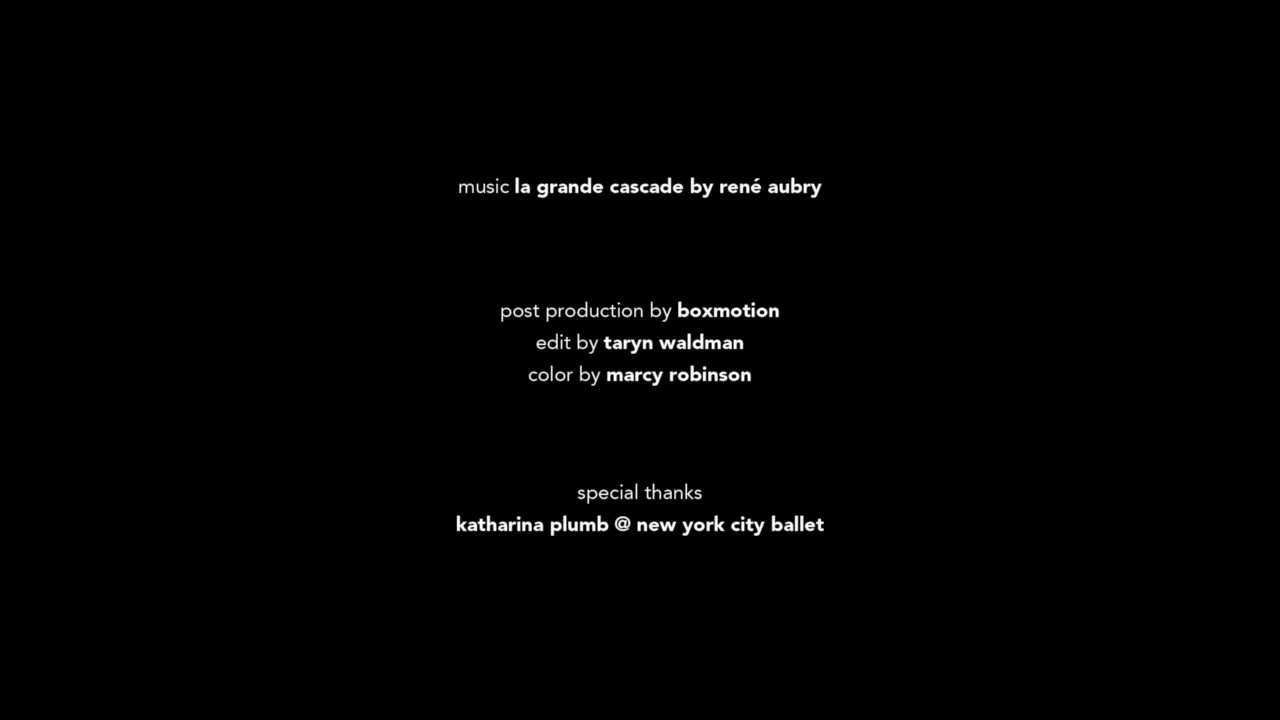 music la grande cascade by rené aubry
post production by boxmotion
edit by taryn waldman
color by marcy robinson
special thanks
katharina plumb @ new york city ballet